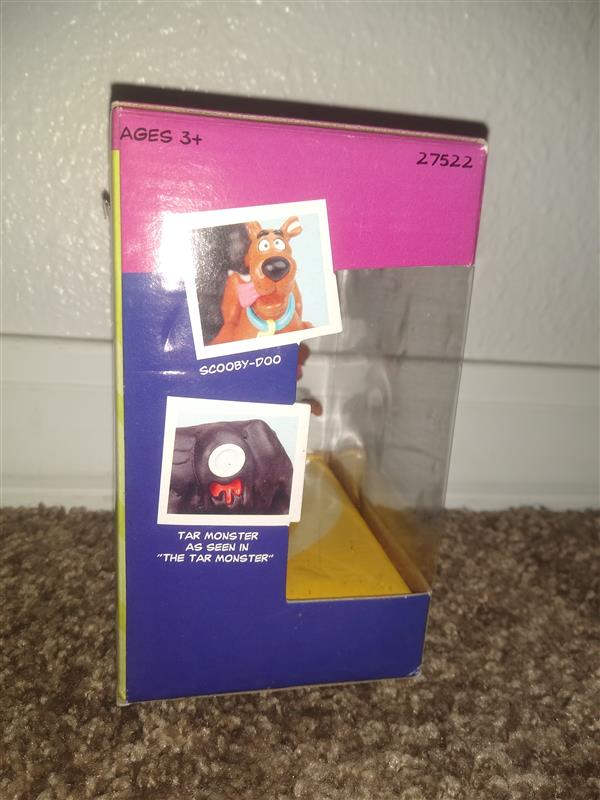 AGES 3+
27522
SCOOBY-DOO
TAR MONSTER
AS SEEN IN
"THE TAR MONSTER"